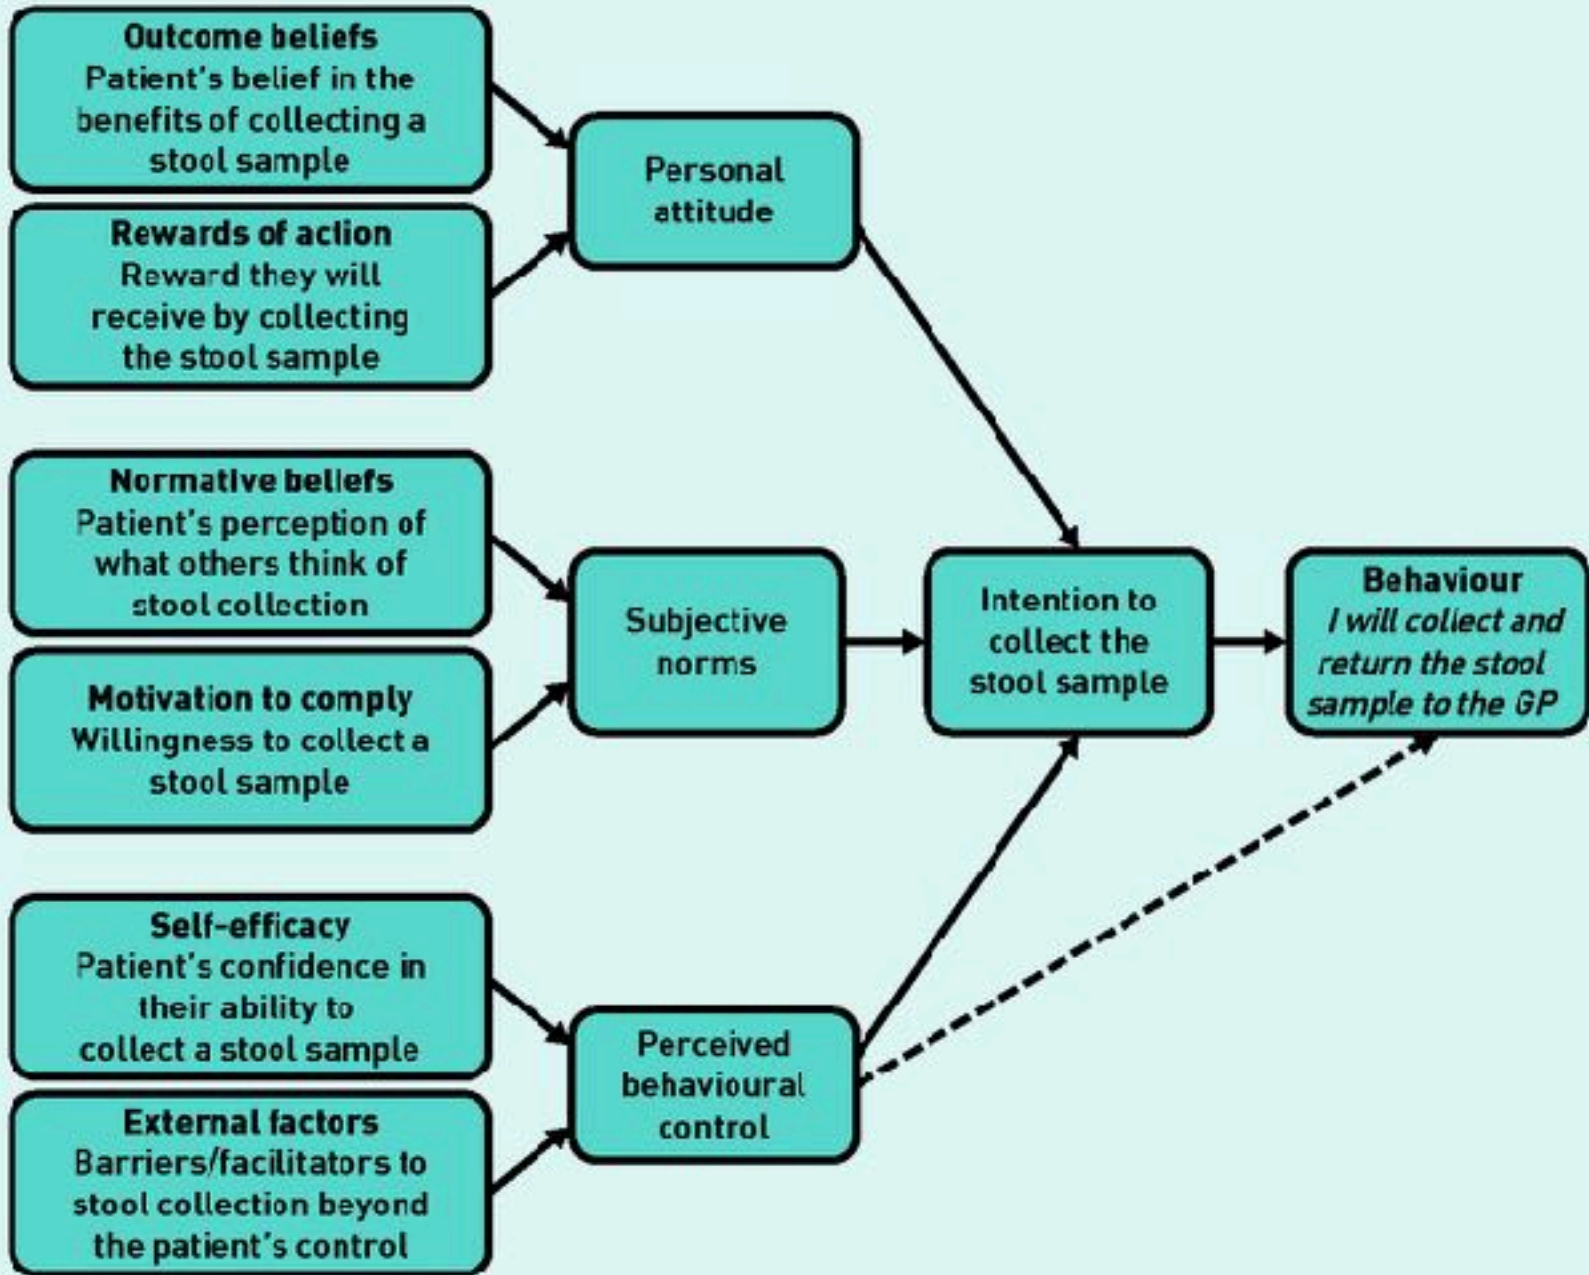 Outcome beliefs
Patient's belief in the
benefits of collecting a
stool sample
Rewards of action
Reward they will
receive by collecting
the stool sample
Personal
attitude
Normative beliefs
Patient's perception of
what others think of
stool collection
Motivation to comply
Willingness to collect a
stool sample
Subjective
norms
Intention to
collect the
stool sample
Behaviour
I will collect and
return the stool
sample to the GP
Self-efficacy
Patient's confidence in
their ability to
collect a stool sample
External factors
Barriers/facilitators to
stool collection beyond
the patient's control
Perceived
behavioural
control